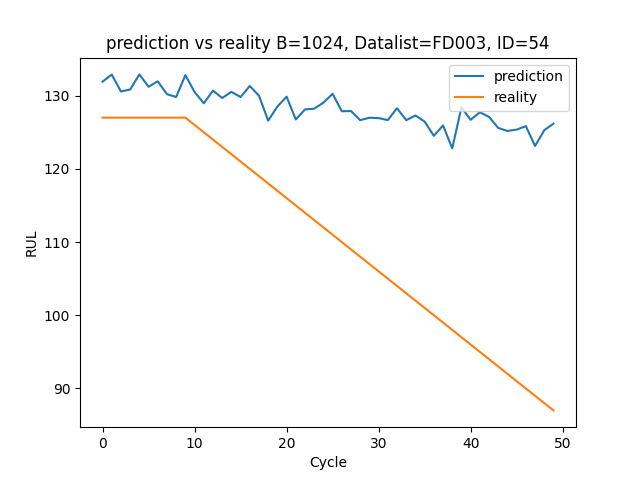 prediction vs reality B=1024, Datalist=FD003, ID=54
prediction
reality
130
120
110
100
90
RUL
0 10 20 30 40 50
Cycle